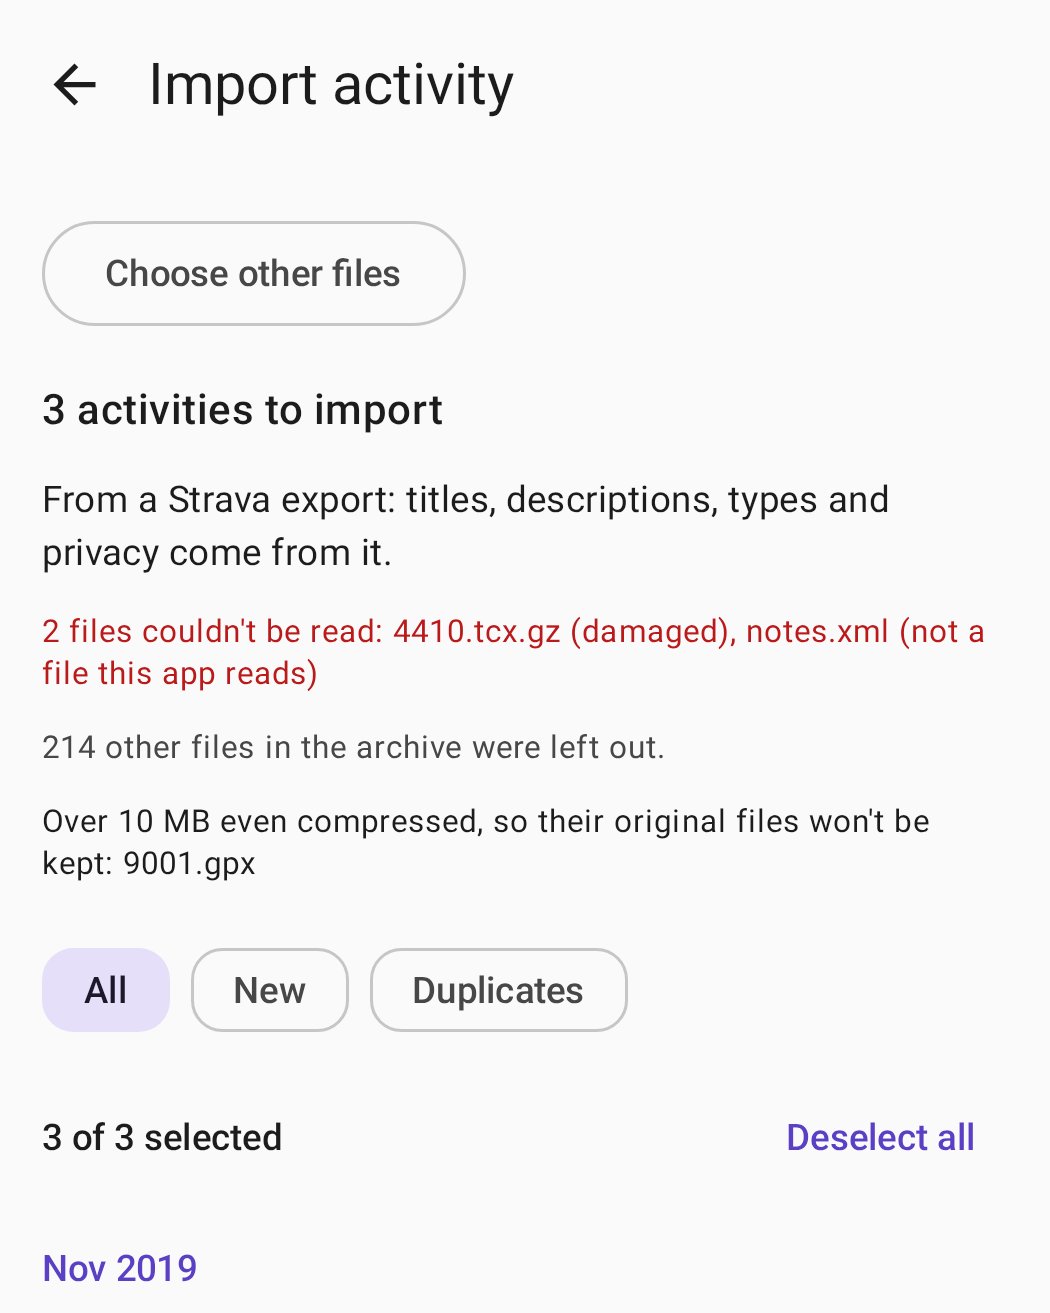 Import activity
Choose other files
3 activities to import
From a Strava export: titles, descriptions, types and
privacy come from it.
2 files couldn't be read: 4410.tcx.gz (damaged), notes.xml (not a
file this app reads)
214 other files in the archive were left out.
Over 10 MB even compressed, so their original files won't be
kept: 9001.gpx
All New Duplicates
3 of 3 selected Deselect all
Nov 2019